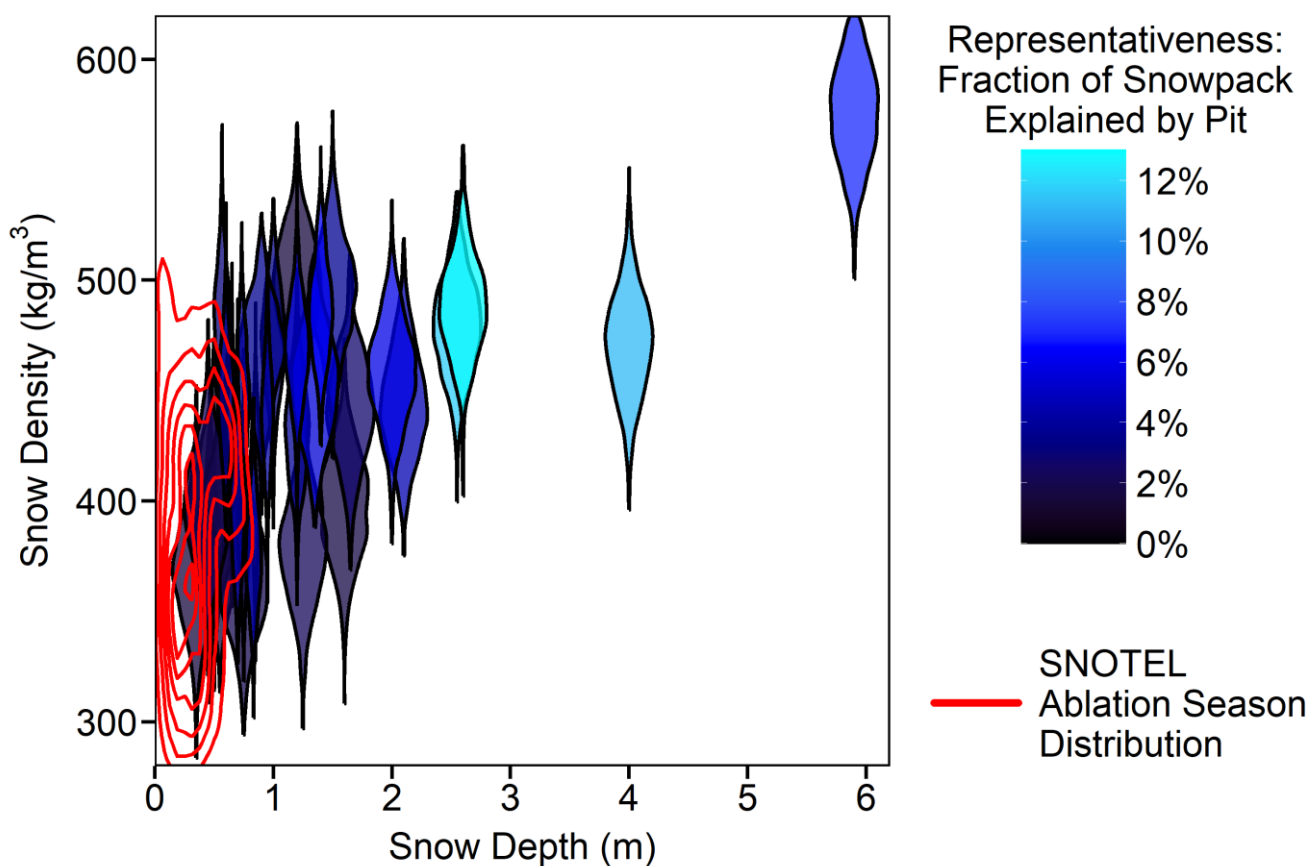 600
500
400
300
Snow Density (kg/m³)
0
1
2
3
4
5
6
Snow Depth (m)
Representativeness:
Fraction of Snowpack
Explained by Pit
12%
10%
8%
6%
4%
2%
0%
SNOTEL
Ablation Season
Distribution